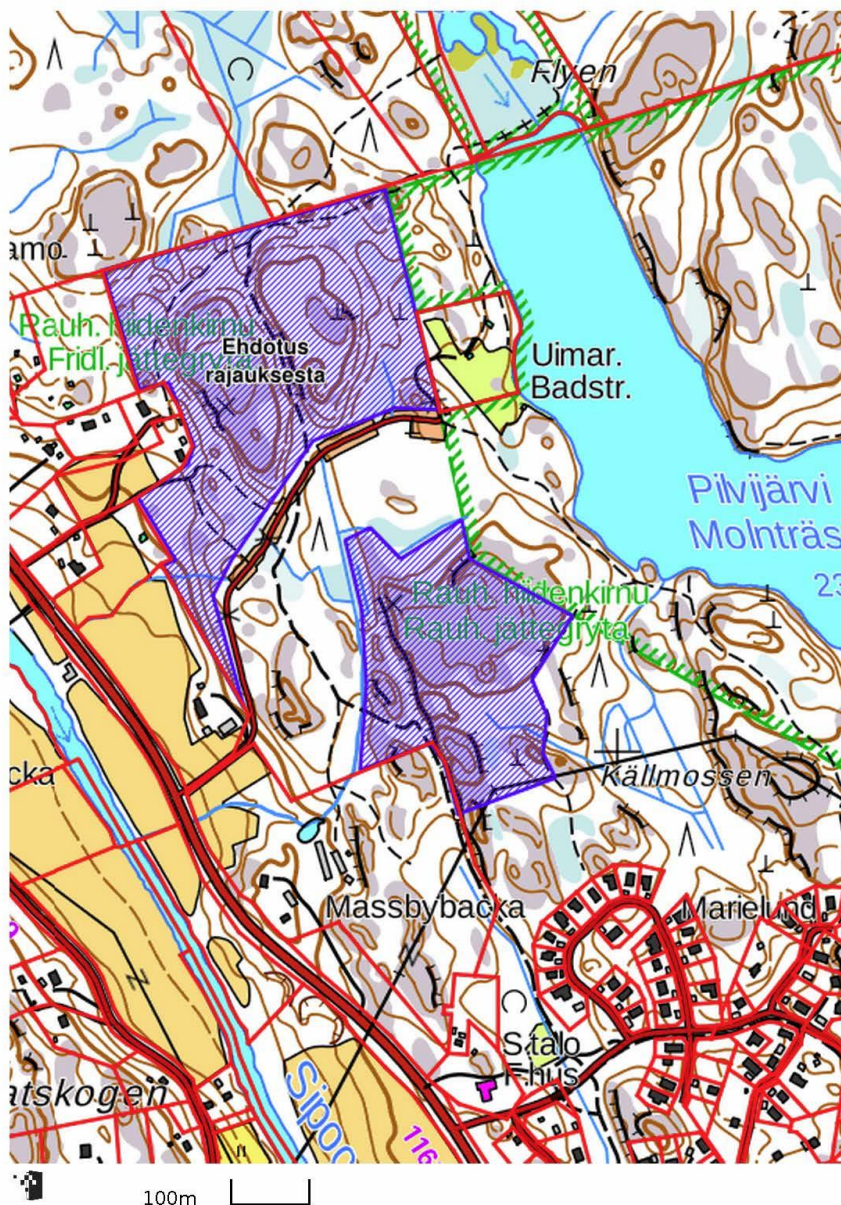 Flyen
amo
Rauh. hiidenkirnu
Fridl. jättegryta
Ehdotus
rajauksesta
Uimar.
Badstr.
Pilvijärvi
Molnträs
23
Rauh. hiidenkirnu
Rauh. jättegryta
Källmossen
cka
Massbybacka
Marielund
S.talo
F.hus
atskogen
Sipoo
116
100m